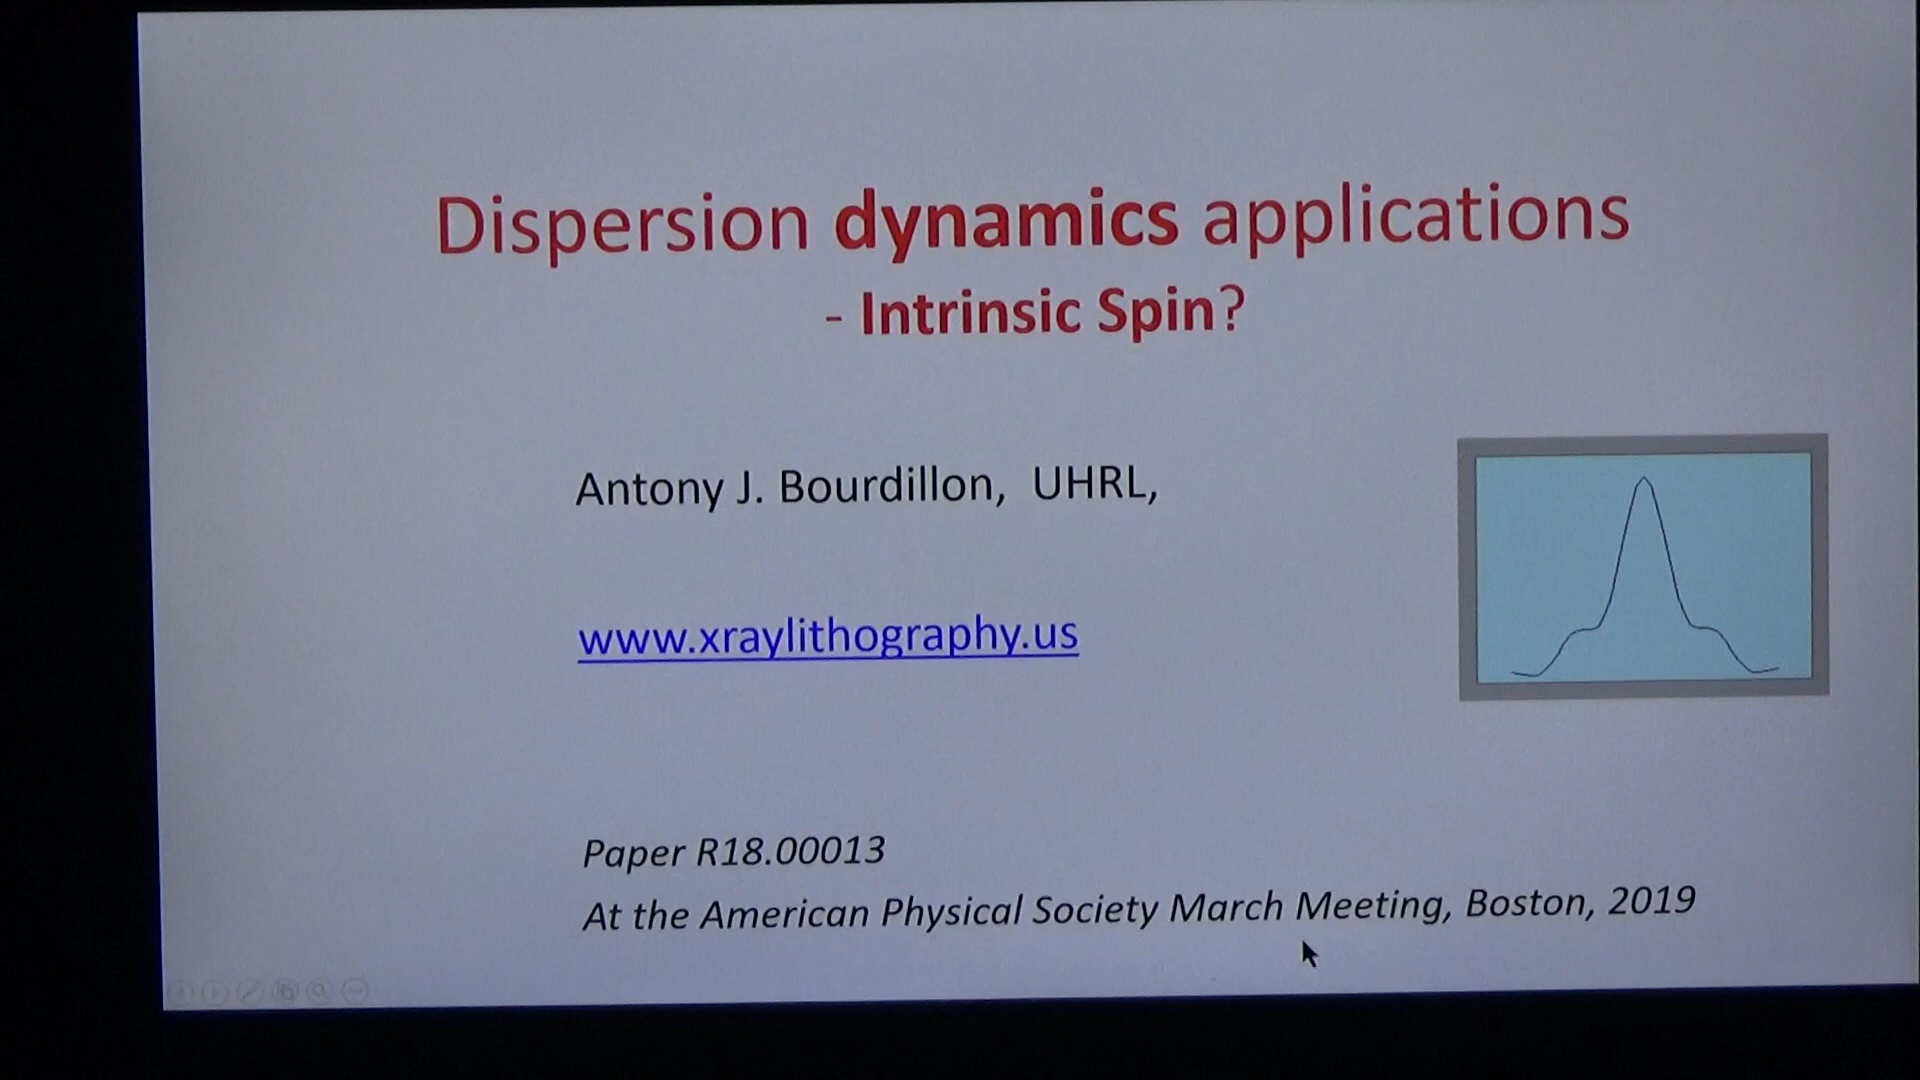 Dispersion dynamics applications
- Intrinsic Spin?
Antony J. Bourdillon, UHRL,
www.xraylithography.us
Paper R18.00013
At the American Physical Society March Meeting, Boston, 2019